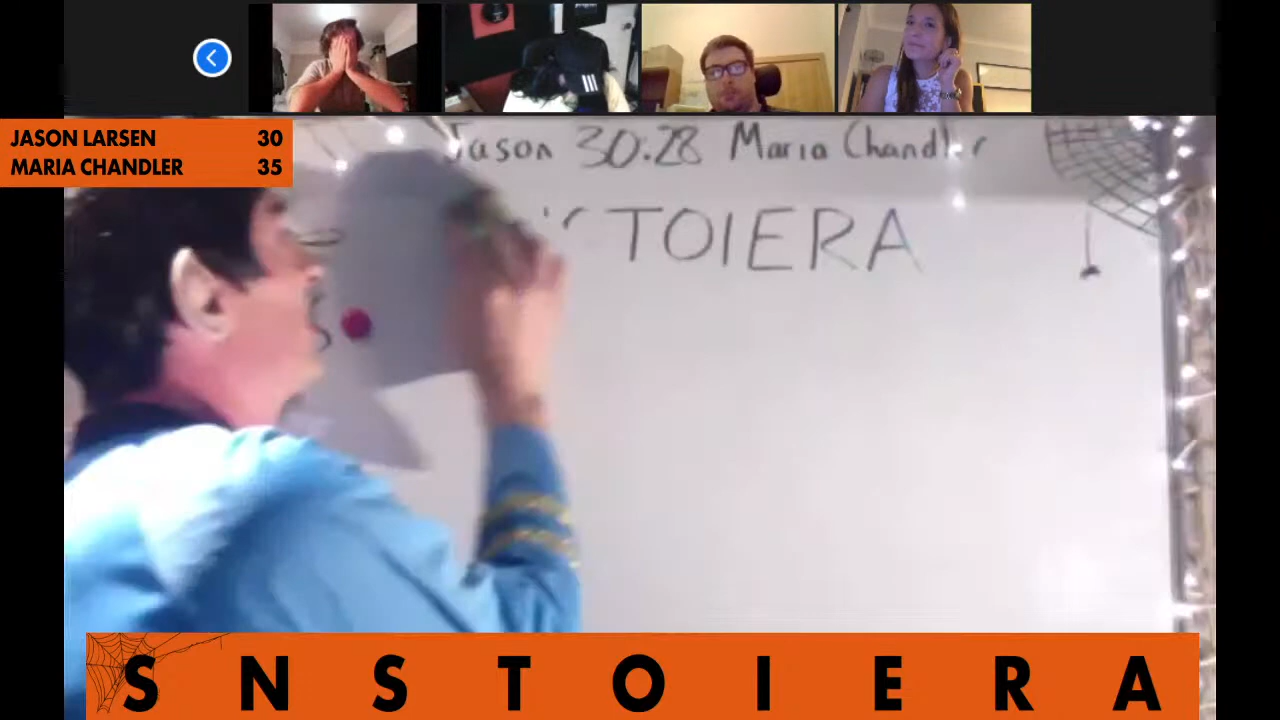 JASON LARSEN 30
MARIA CHANDLER 35
Jason 30:28 Maria Chandler
TOIERA
S N S T O I E R A